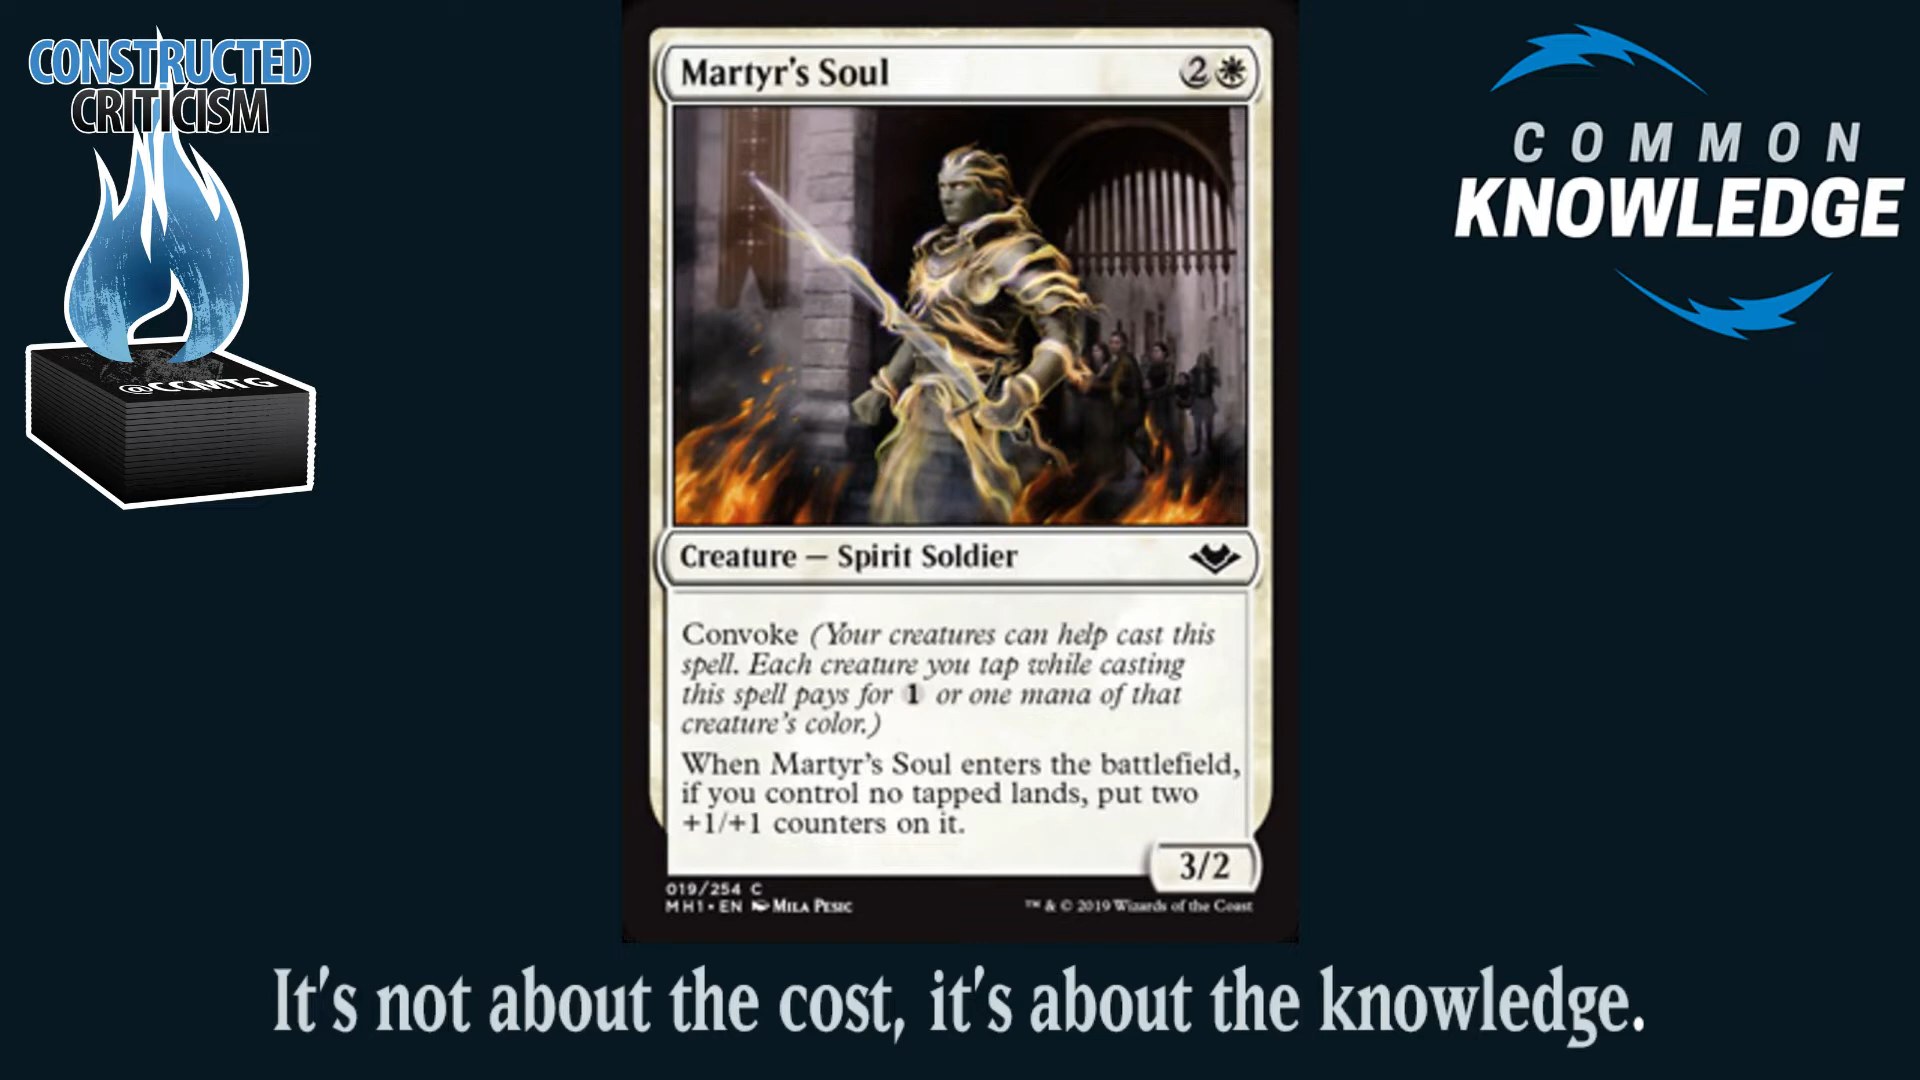 CONSTRUCTED
CRITICISM
@CCMTG
COMMON
KNOWLEDGE
Martyr's Soul 2
Creature — Spirit Soldier
Convoke (Your creatures can help cast this
spell. Each creature you tap while casting
this spell pays for 1 or one mana of that
creature's color.)
When Martyr's Soul enters the battlefield,
if you control no tapped lands, put two
+1/+1 counters on it.
3/2
019/254 C
MH1 • EN Mila Pesic
™ & © 2019 Wizards of the Coast
It's not about the cost, it's about the knowledge.